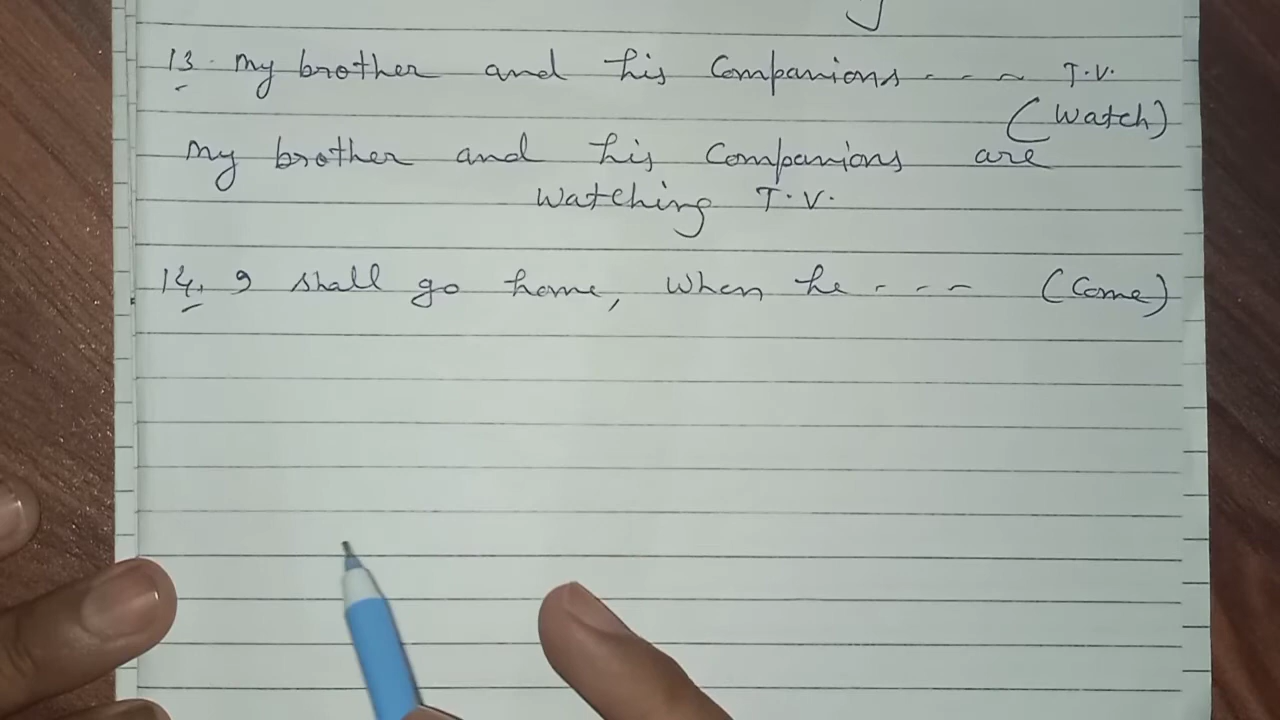 13. My brother and his Companions - - - T.V.
(Watch)
My brother and his Companions are
Watching T.V.
14. I shall go home, When he - - - (Come)